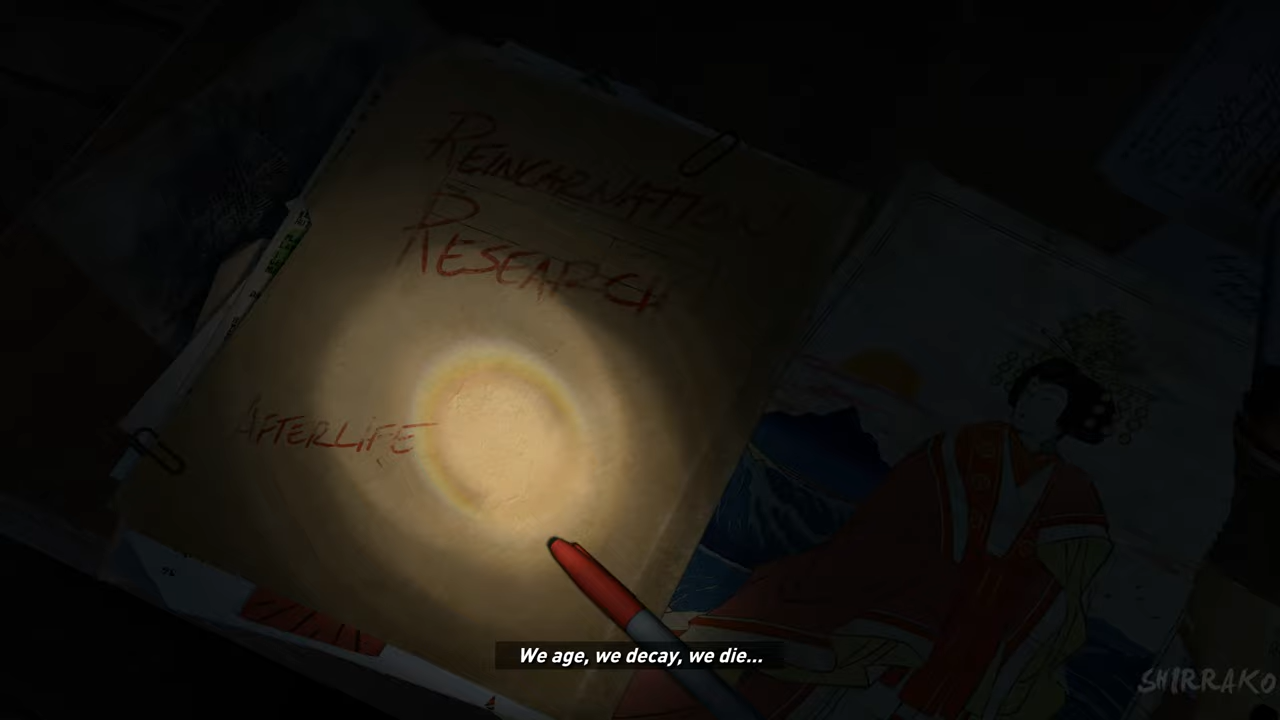 REINCARNATION
RESEARCH
AFTERLIFE
We age, we decay, we die...
SHIRRAKO